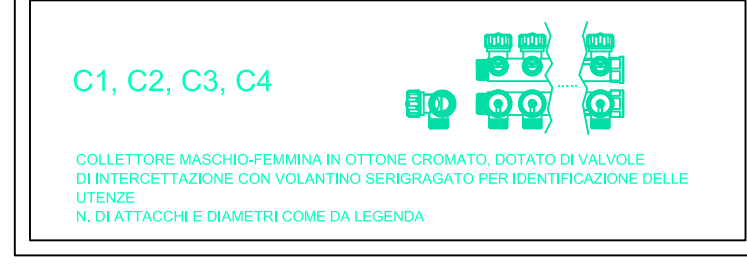 C1, C2, C3, C4
COLLETTORE MASCHIO-FEMMINA IN OTTONE CROMATO, DOTATO DI VALVOLE
DI INTERCETTAZIONE CON VOLANTINO SERIGRAGATO PER IDENTIFICAZIONE DELLE
UTENZE
N. DI ATTACCHI E DIAMETRI COME DA LEGENDA